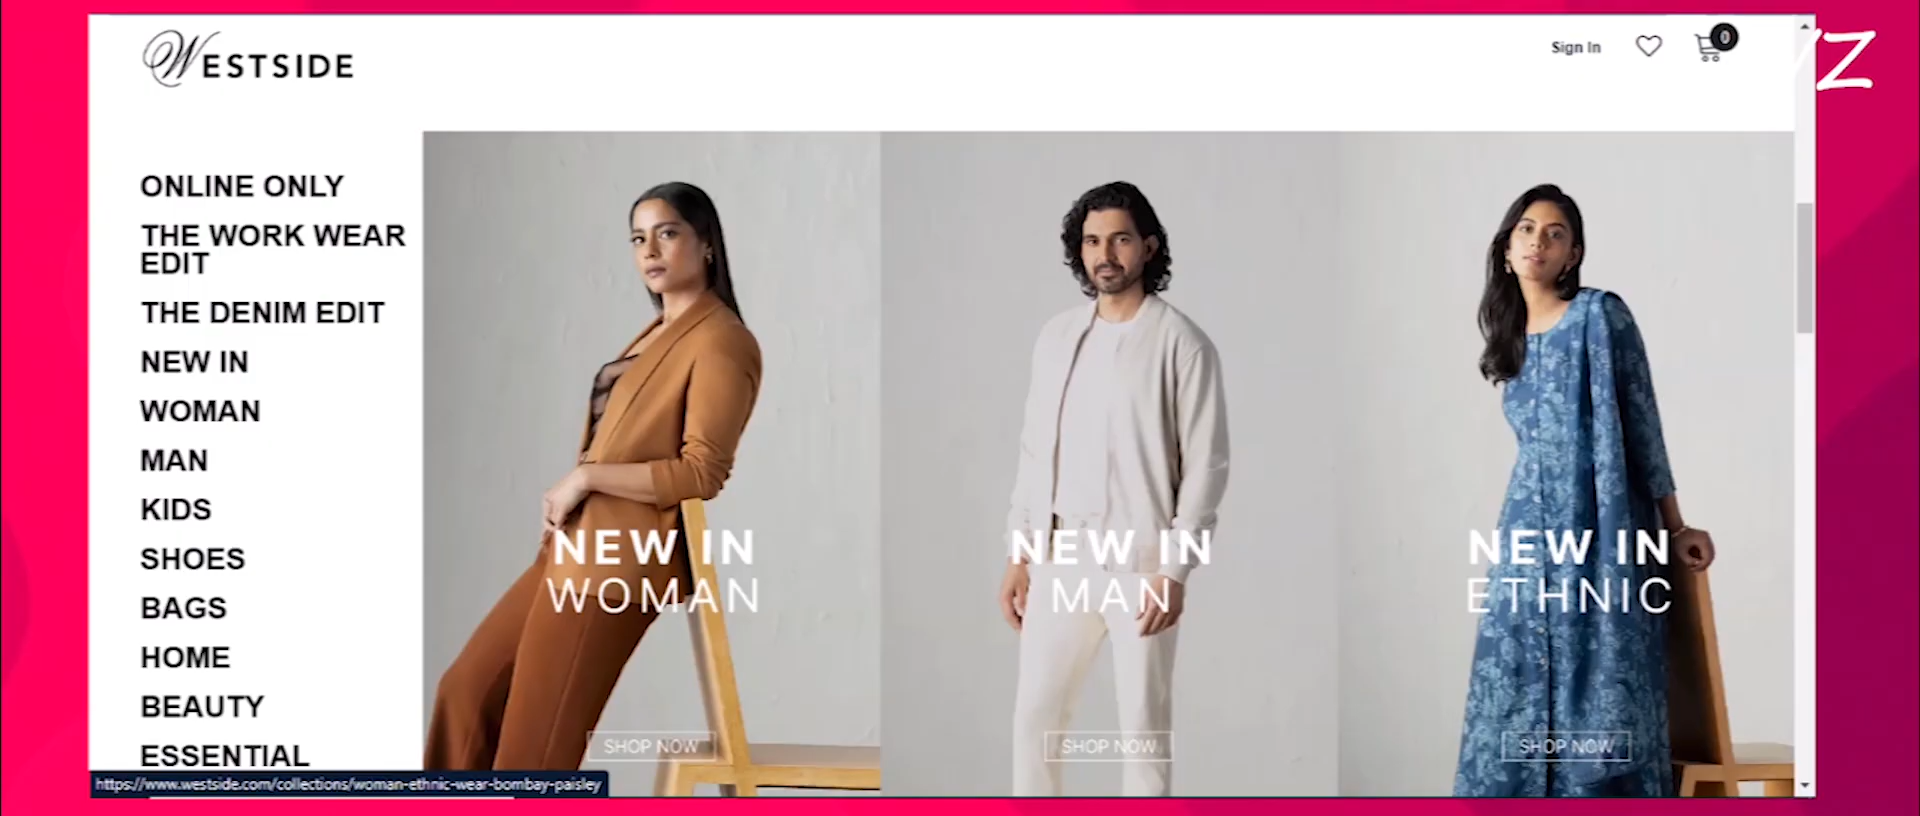 WESTSIDE
Sign In
0
Z
ONLINE ONLY
THE WORK WEAR
EDIT
THE DENIM EDIT
NEW IN
WOMAN
MAN
KIDS
SHOES
BAGS
HOME
BEAUTY
ESSENTIAL
NEW IN
WOMAN
SHOP NOW
NEW IN
MAN
SHOP NOW
NEW IN
ETHNIC
SHOP NOW
https://www.westside.com/collections/woman-ethnic-wear-bombay-paisley